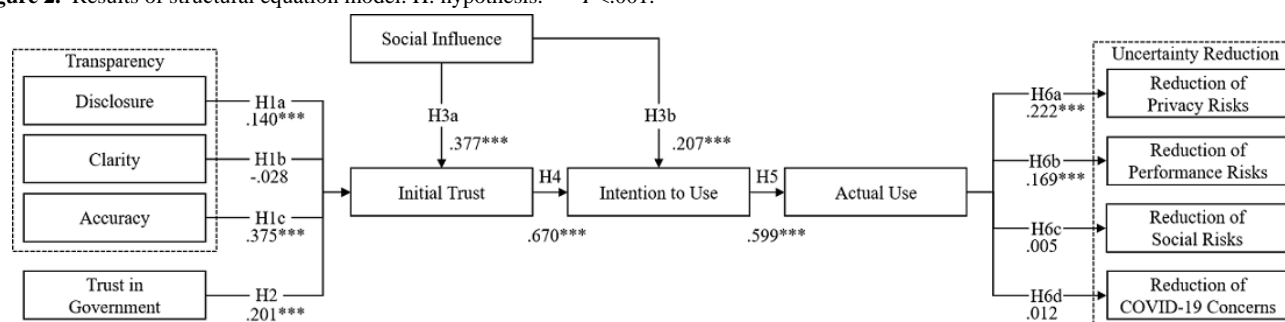 Results of structural equation model. H: hypothesis.
Social Influence
Transparency
Disclosure
H1a
.140***
Clarity
H1b
-.028
Accuracy
H1c
.375***
Trust in
Government
H2
.201***
H3a
.377***
H3b
.207***
Initial Trust
H4
.670***
Intention to Use
H5
.599***
Actual Use
Uncertainty Reduction
H6a
.222***
Reduction of
Privacy Risks
H6b
.169***
Reduction of
Performance Risks
H6c
.005
Reduction of
Social Risks
H6d
.012
Reduction of
COVID-19 Concerns